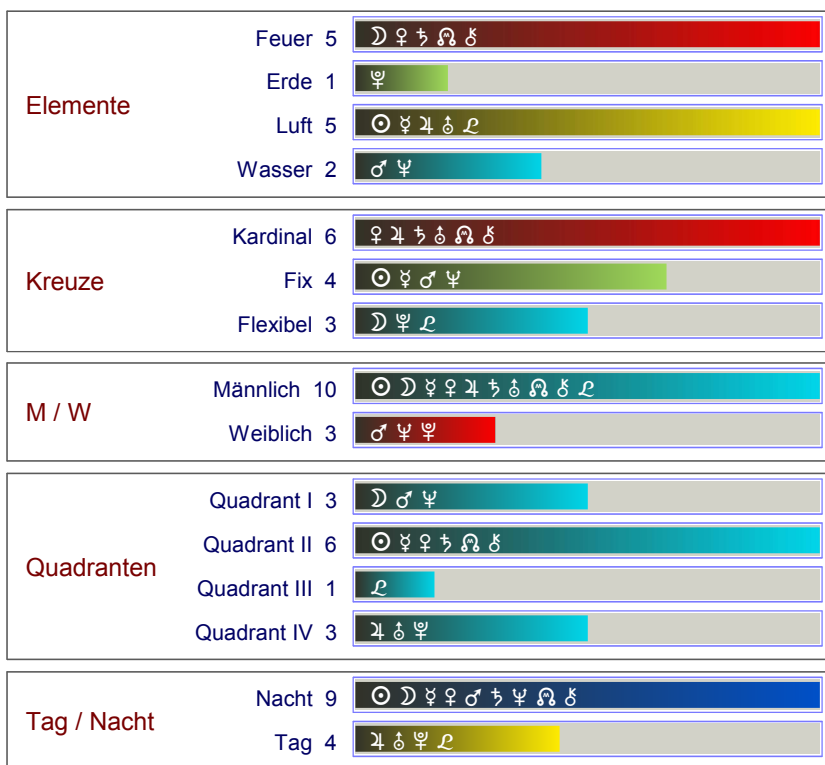 Elemente
Feuer 5 ☽ ♀ ♄ ☊ ⚷
Erde 1 ♆
Luft 5 ☉ ☿ ♃ ⛢ ℒ
Wasser 2 ♂ ♆
Kreuze
Kardinal 6 ♀ ♃ ♄ ⛢ ☊ ⚷
Fix 4 ☉ ☿ ♂ ♆
Flexibel 3 ☽ ♆ ℒ
M / W
Männlich 10 ☉ ☽ ☿ ♀ ♃ ♄ ⛢ ☊ ⚷ ℒ
Weiblich 3 ♂ ♆ ♆
Quadranten
Quadrant I 3 ☽ ♂ ♆
Quadrant II 6 ☉ ☿ ♀ ♄ ☊ ⚷
Quadrant III 1 ℒ
Quadrant IV 3 ♃ ⛢ ♆
Tag / Nacht
Nacht 9 ☉ ☽ ☿ ♀ ♂ ♄ ♆ ☊ ⚷
Tag 4 ♃ ⛢ ♆ ℒ